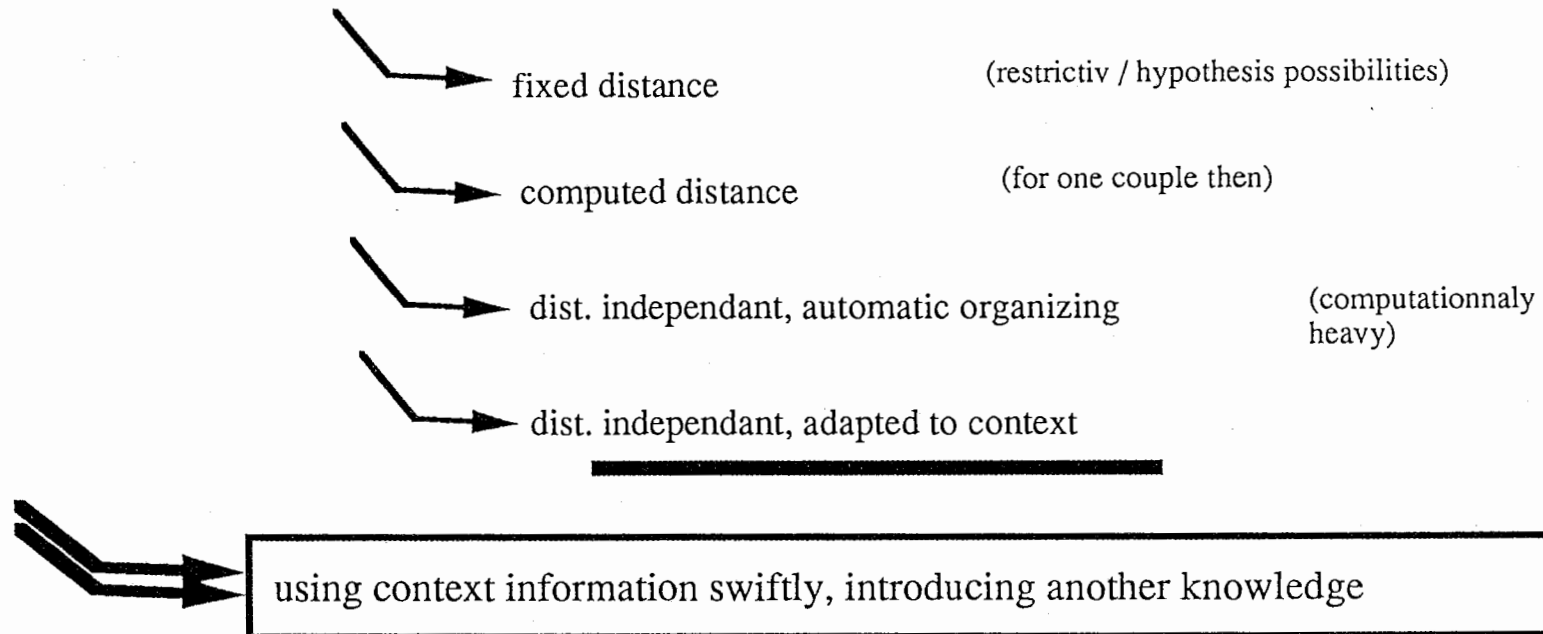 fixed distance (restrictiv / hypothesis possibilities)
computed distance (for one couple then)
dist. independant, automatic organizing (computationnaly
heavy)
dist. independant, adapted to context
using context information swiftly, introducing another knowledge